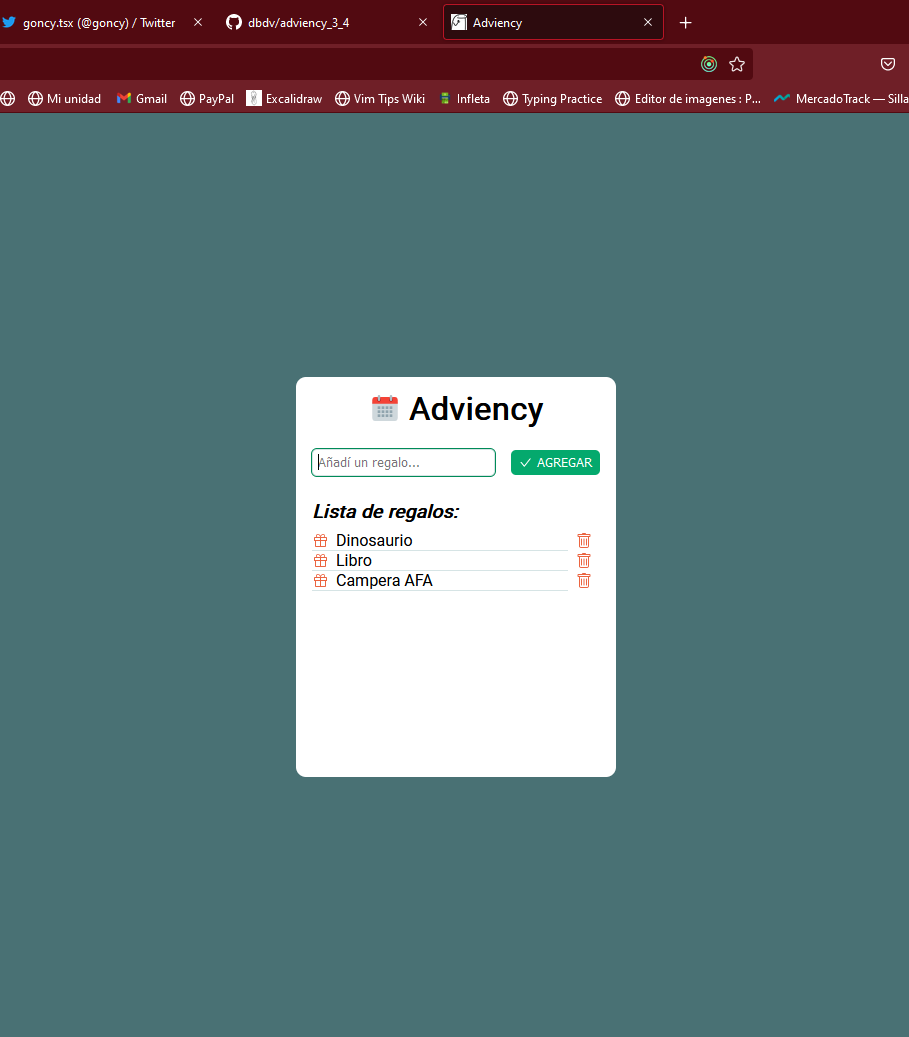 goncy.tsx (@goncy) / Twitter
dbdv/adviency_3_4
Adviency
Mi unidad
Gmail
PayPal
Excalidraw
Vim Tips Wiki
Infleta
Typing Practice
Editor de imagenes : P...
MercadoTrack — Silla
Adviency
Añadí un regalo...
AGREGAR
Lista de regalos:
Dinosaurio
Libro
Campera AFA